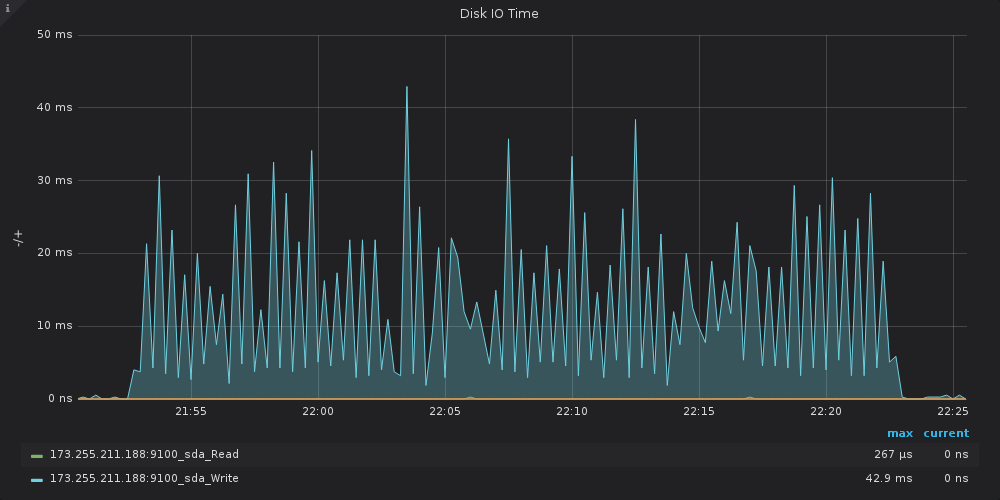 i
Disk IO Time
50 ms
40 ms
30 ms
-/+
20 ms
10 ms
0 ns
21:55 22:00 22:05 22:10 22:15 22:20 22:25
max current
173.255.211.188:9100_sda_Read 267 µs 0 ns
173.255.211.188:9100_sda_Write 42.9 ms 0 ns